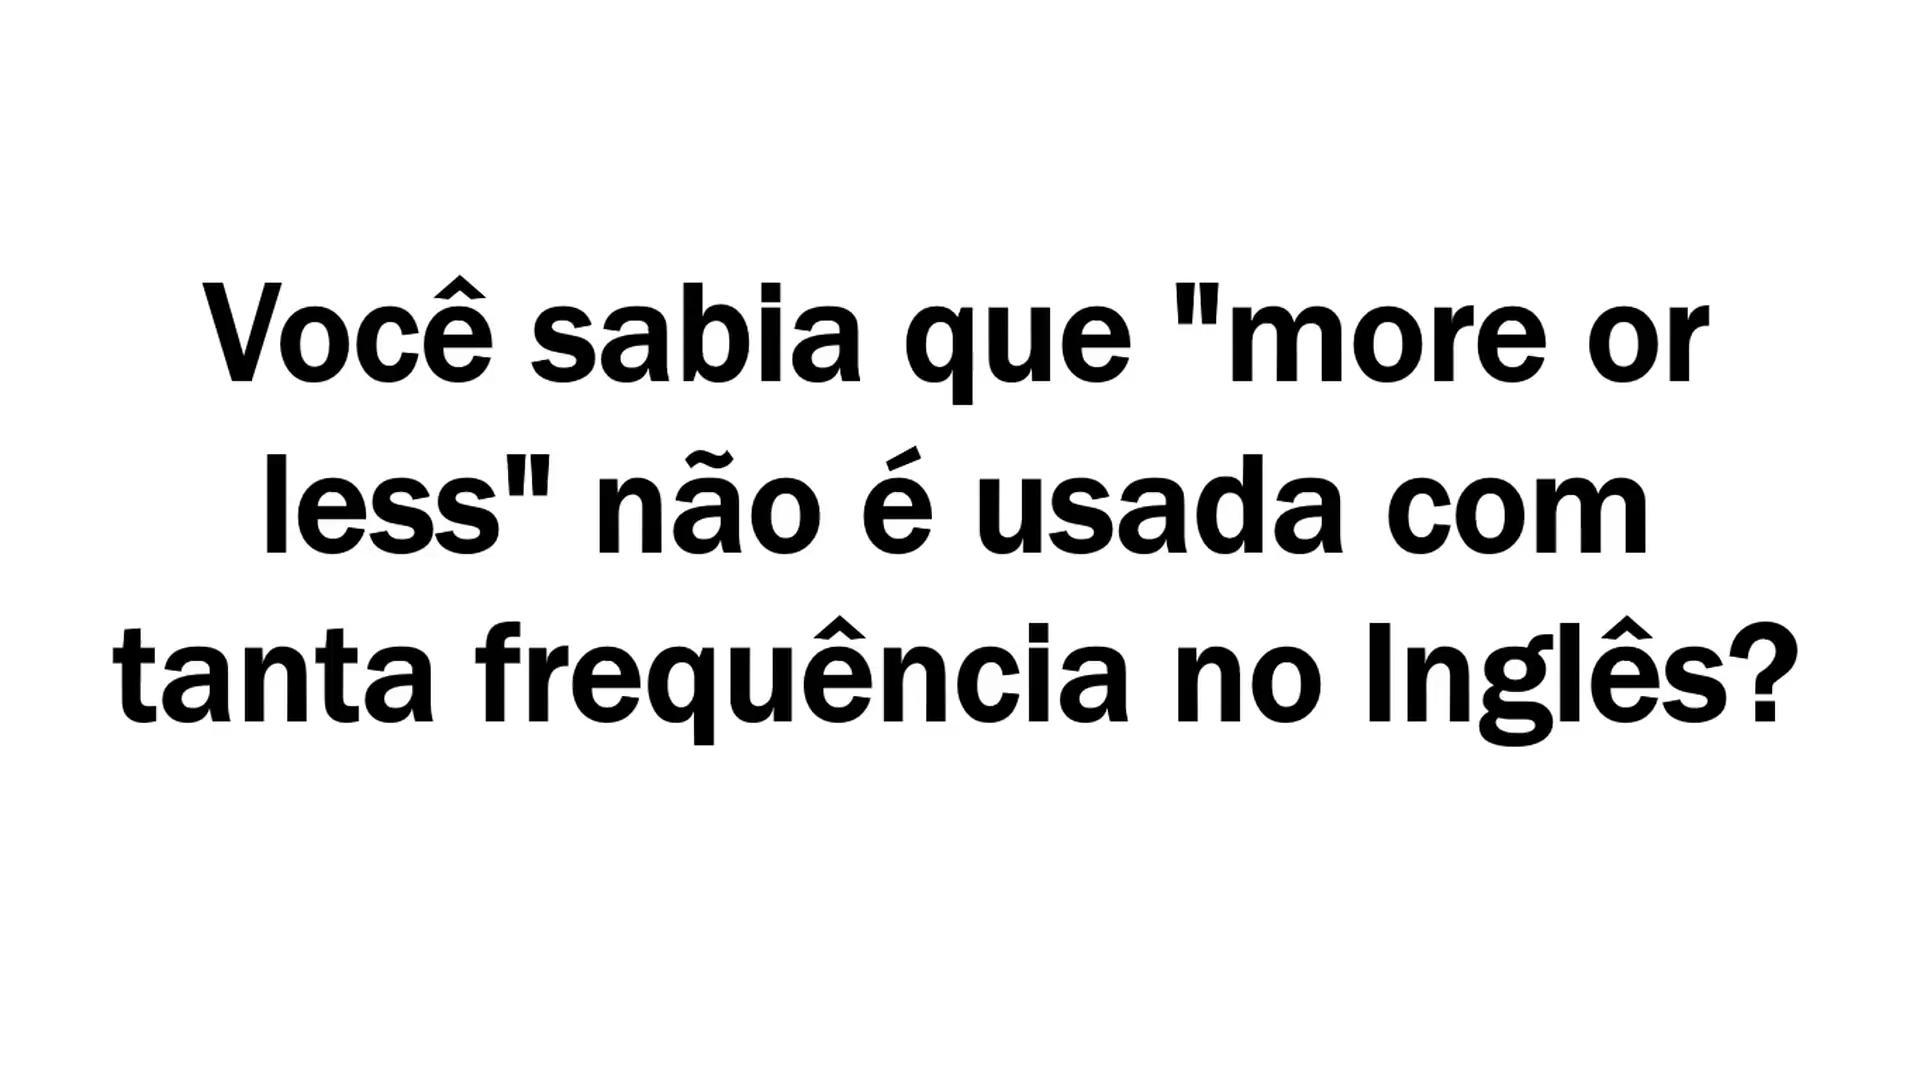 Você sabia que "more or
less" não é usada com
tanta frequência no Inglês?